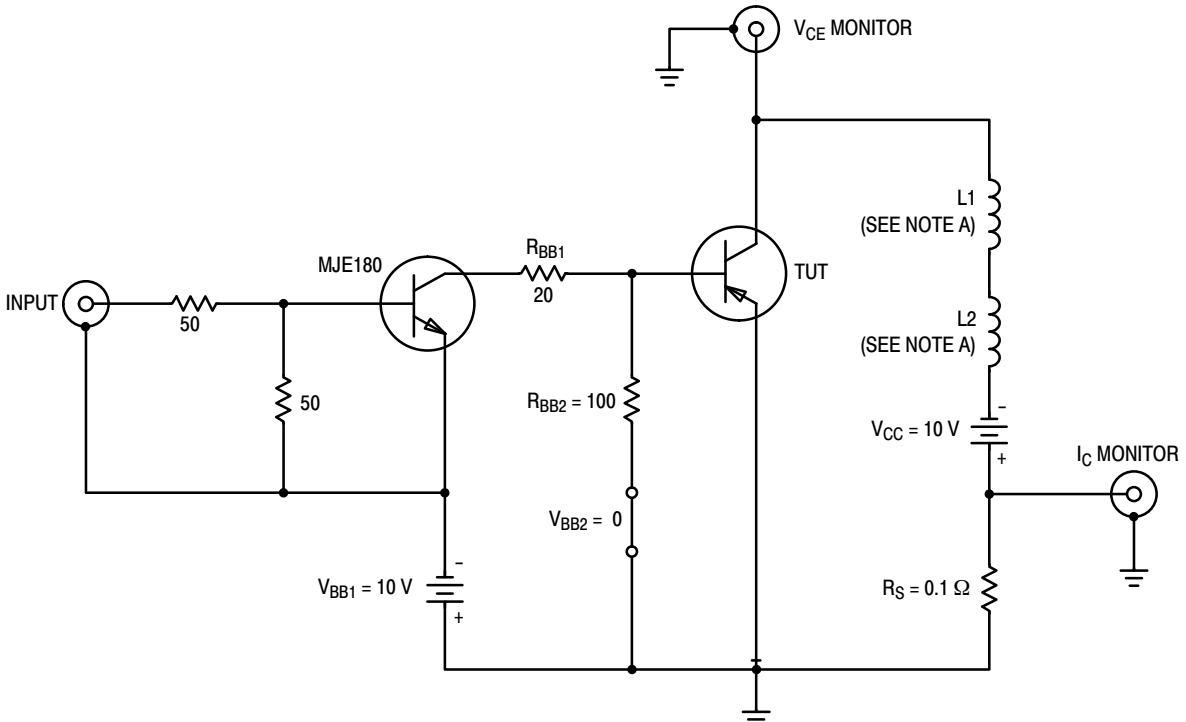 VCE MONITOR
L1
(SEE NOTE A)
RBB1
MJE180
TUT
20
INPUT
50
L2
(SEE NOTE A)
50
RBB2 = 100
-
VCC = 10 V
+
IC MONITOR
VBB2 = 0
-
VBB1 = 10 V
+
RS = 0.1 Ω